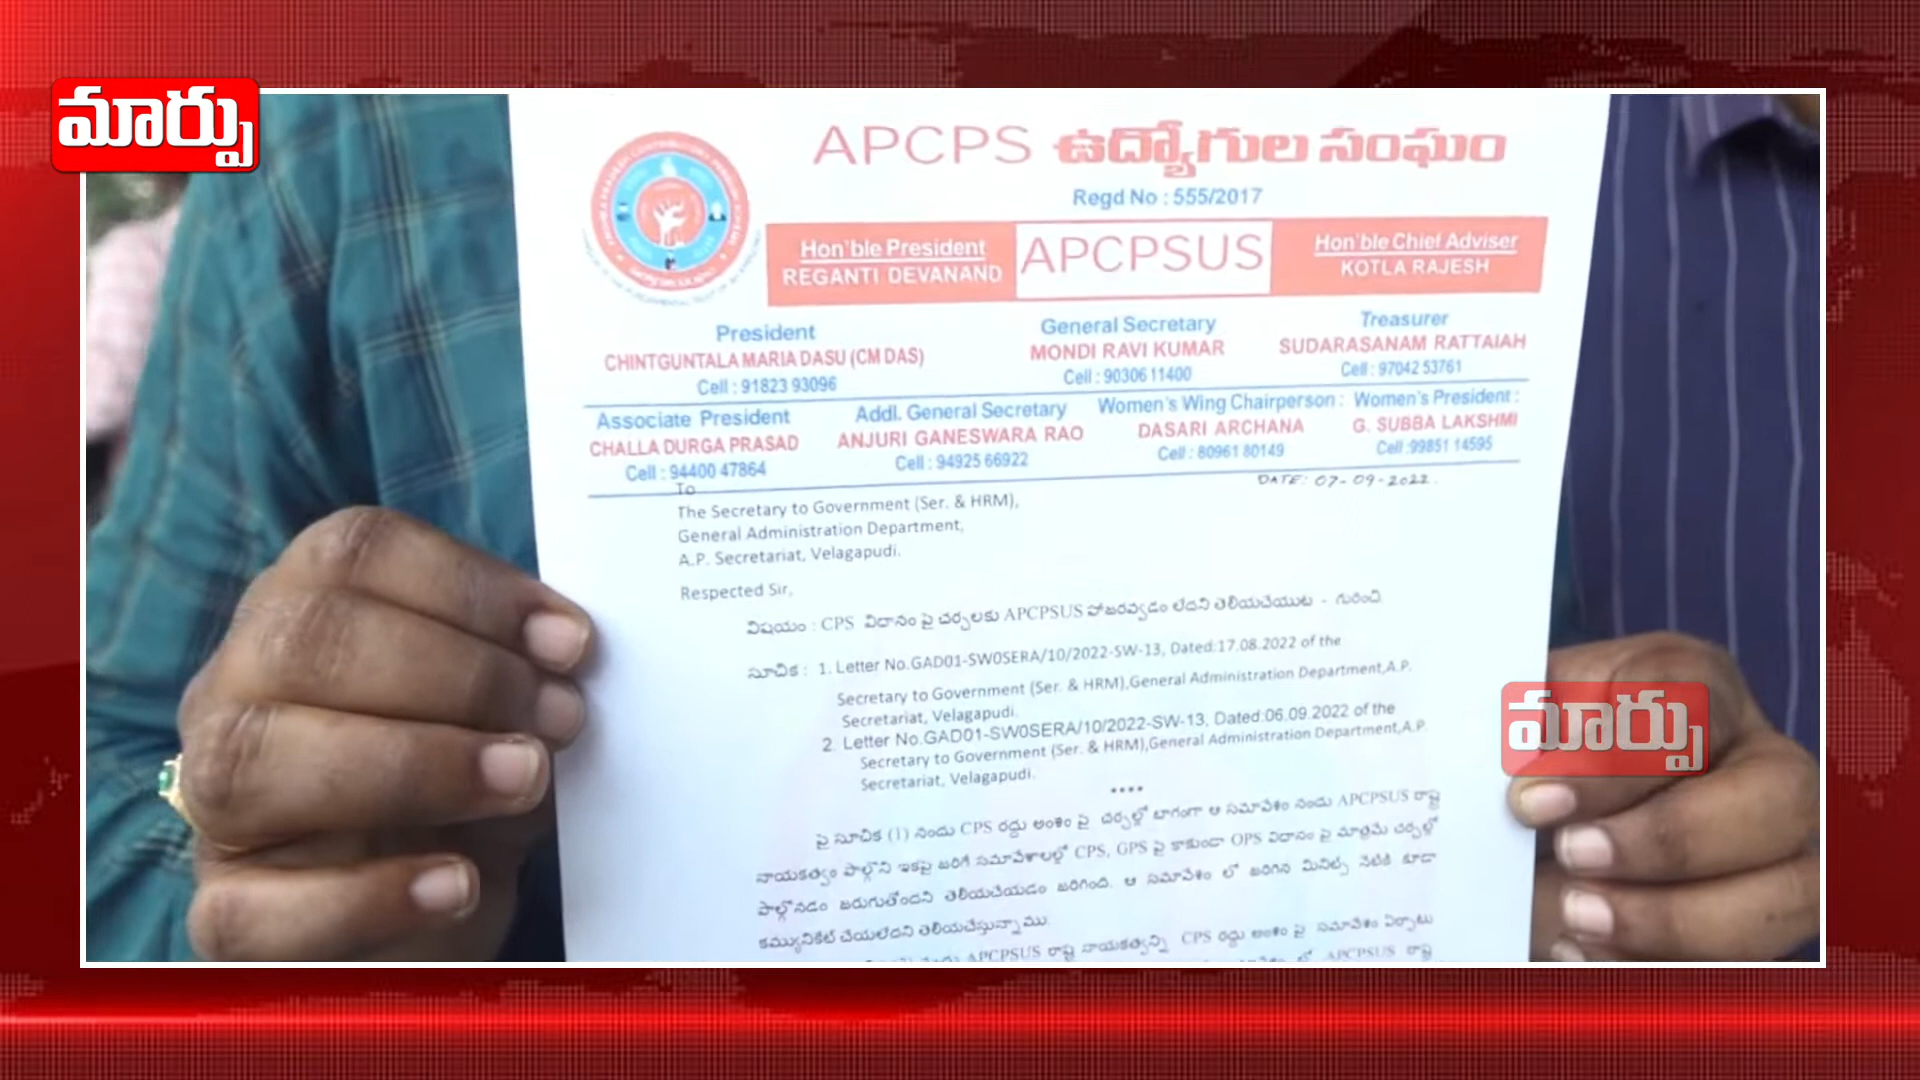 మార్పు
APCPS ఉద్యోగుల సంఘం
Regd No : 555/2017
Hon'ble President
REGANTI DEVANAND
APCPSUS
Hon'ble Chief Adviser
KOTLA RAJESH
President
CHINTGUNTALA MARIA DASU (CM DAS)
Cell : 91823 93096
General Secretary
MONDI RAVI KUMAR
Cell : 90306 11400
Treasurer
SUDARASANAM RATTAIAH
Cell : 97042 53761
Associate President
CHALLA DURGA PRASAD
Cell : 94400 47864
Addl. General Secretary
ANJURI GANESWARA RAO
Cell : 94925 66922
Women's Wing Chairperson :
DASARI ARCHANA
Cell : 80961 80149
Women's President :
G. SUBBA LAKSHMI
Cell :99851 14595
DATE: 07-09-2022.
To
The Secretary to Government (Ser. & HRM),
General Administration Department,
A.P. Secretariat, Velagapudi.
Respected Sir,
విషయం : CPS విధానం పై చర్చలకు APCPSUS హాజరవ్వడం లేదని తెలియచేయుట - గురించి
సూచిక : 1. Letter No.GAD01-SW0SERA/10/2022-SW-13, Dated:17.08.2022 of the
Secretary to Government (Ser. & HRM),General Administration Department,A.P.
Secretariat, Velagapudi.
2. Letter No.GAD01-SW0SERA/10/2022-SW-13, Dated:06.09.2022 of the
Secretary to Government (Ser. & HRM),General Administration Department,A.P.
Secretariat, Velagapudi.
****
పై సూచిక (1) నందు CPS రద్దు అంశం పై చర్చల్లో భాగంగా ఆ సమావేశం నందు APCPSUS రాష్ట్ర
నాయకత్వం పాల్గొని ఇకపై జరిగే సమావేశాలల్లో CPS, GPS పై కాకుండా OPS విధానం పై మాత్రమే చర్చల్లో
పాల్గొనడం జరుగుతోందని తెలియచేయడం జరిగింది. ఆ సమావేశం లో జరిగిన మినిట్స్ నేటికి కూడా
కమ్యునికేట్ చేయలేదని తెలియచేస్తున్నాము.
APCPSUS రాష్ట్ర నాయకత్వాన్ని CPS రద్దు అంశం పై సమావేశం ఏర్పాటు
APCPSUS రాష్ట్ర
మార్పు